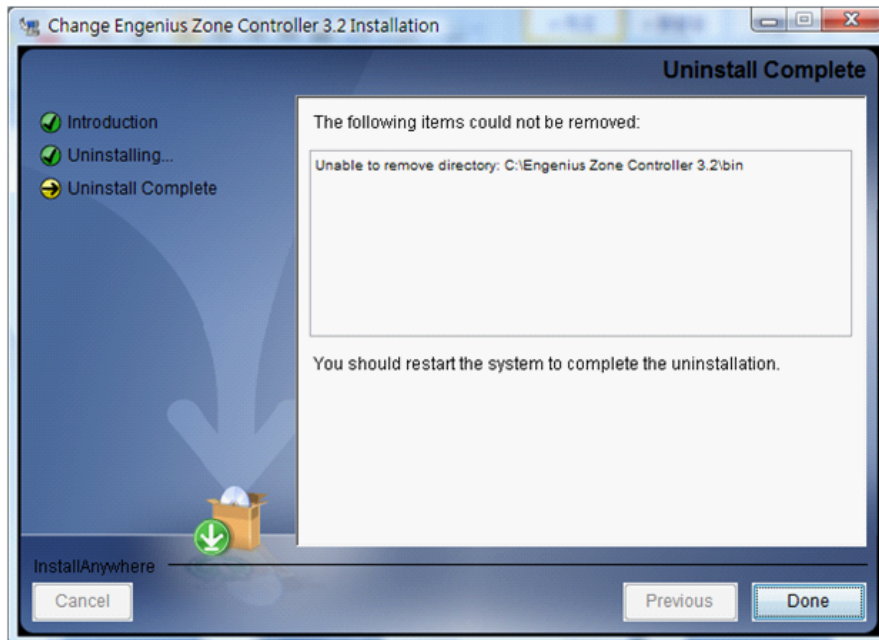 Change Engenius Zone Controller 3.2 Installation
Uninstall Complete
Introduction
Uninstalling...
Uninstall Complete
The following items could not be removed:
Unable to remove directory: C:\Engenius Zone Controller 3.2\bin
You should restart the system to complete the uninstallation.
InstallAnywhere
Cancel
Previous
Done